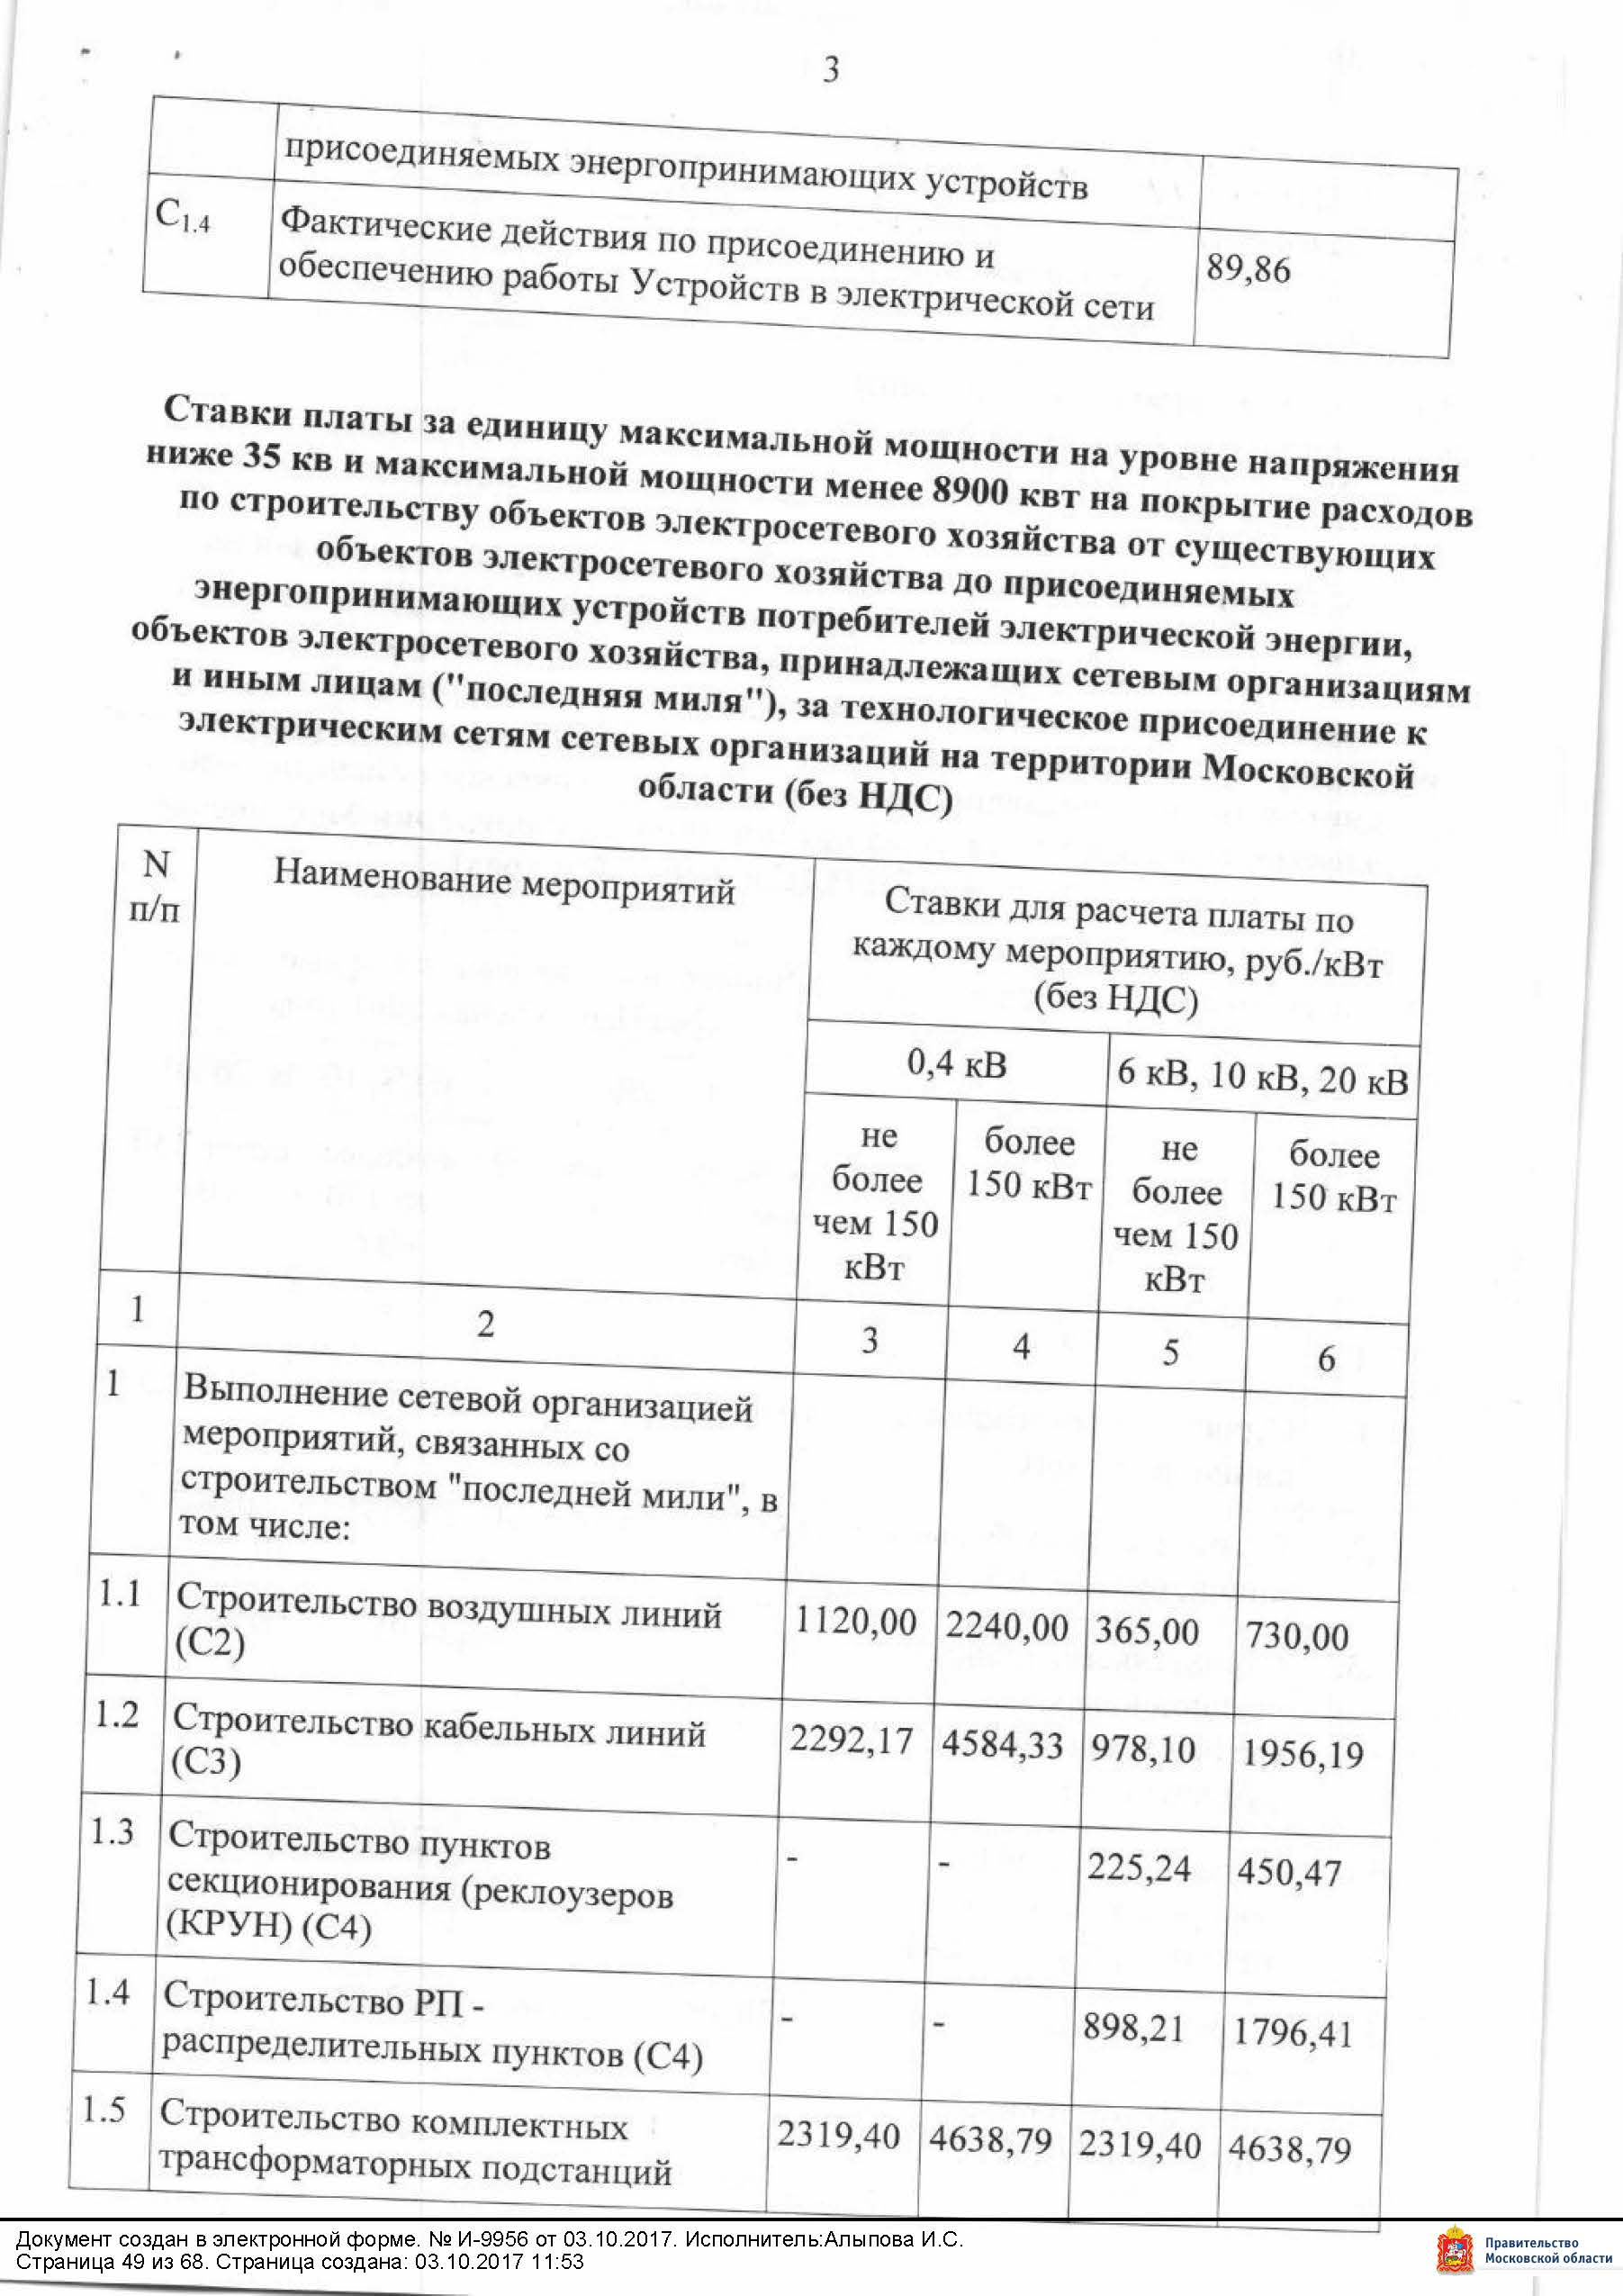 3
присоединяемых энергопринимающих устройств
С1.4
Фактические действия по присоединению и
обеспечению работы Устройств в электрической сети
89,86
Ставки платы за единицу максимальной мощности на уровне напряжения
ниже 35 кв и максимальной мощности менее 8900 квт на покрытие расходов
по строительству объектов электросетевого хозяйства от существующих
объектов электросетевого хозяйства до присоединяемых
энергопринимающих устройств потребителей электрической энергии,
объектов электросетевого хозяйства, принадлежащих сетевым организациям
и иным лицам ("последняя миля"), за технологическое присоединение к
электрическим сетям сетевых организаций на территории Московской
области (без НДС)
N
п/п
Наименование мероприятий
Ставки для расчета платы по
каждому мероприятию, руб./кВт
(без НДС)
0,4 кВ
6 кВ, 10 кВ, 20 кВ
не
более
чем 150
кВт
более
150 кВт
не
более
чем 150
кВт
более
150 кВт
1 2 3 4 5 6
1
Выполнение сетевой организацией
мероприятий, связанных со
строительством "последней мили", в
том числе:
1.1
Строительство воздушных линий
(С2)
1120,00 2240,00 365,00 730,00
1.2
Строительство кабельных линий
(С3)
2292,17 4584,33 978,10 1956,19
1.3
Строительство пунктов
секционирования (реклоузеров
(КРУН) (С4)
- - 225,24 450,47
1.4
Строительство РП -
распределительных пунктов (С4)
- - 898,21 1796,41
1.5
Строительство комплектных
трансформаторных подстанций
2319,40 4638,79 2319,40 4638,79
Документ создан в электронной форме. № И-9956 от 03.10.2017. Исполнитель:Алыпова И.С.
Страница 49 из 68. Страница создана: 03.10.2017 11:53
Правительство
Московской области